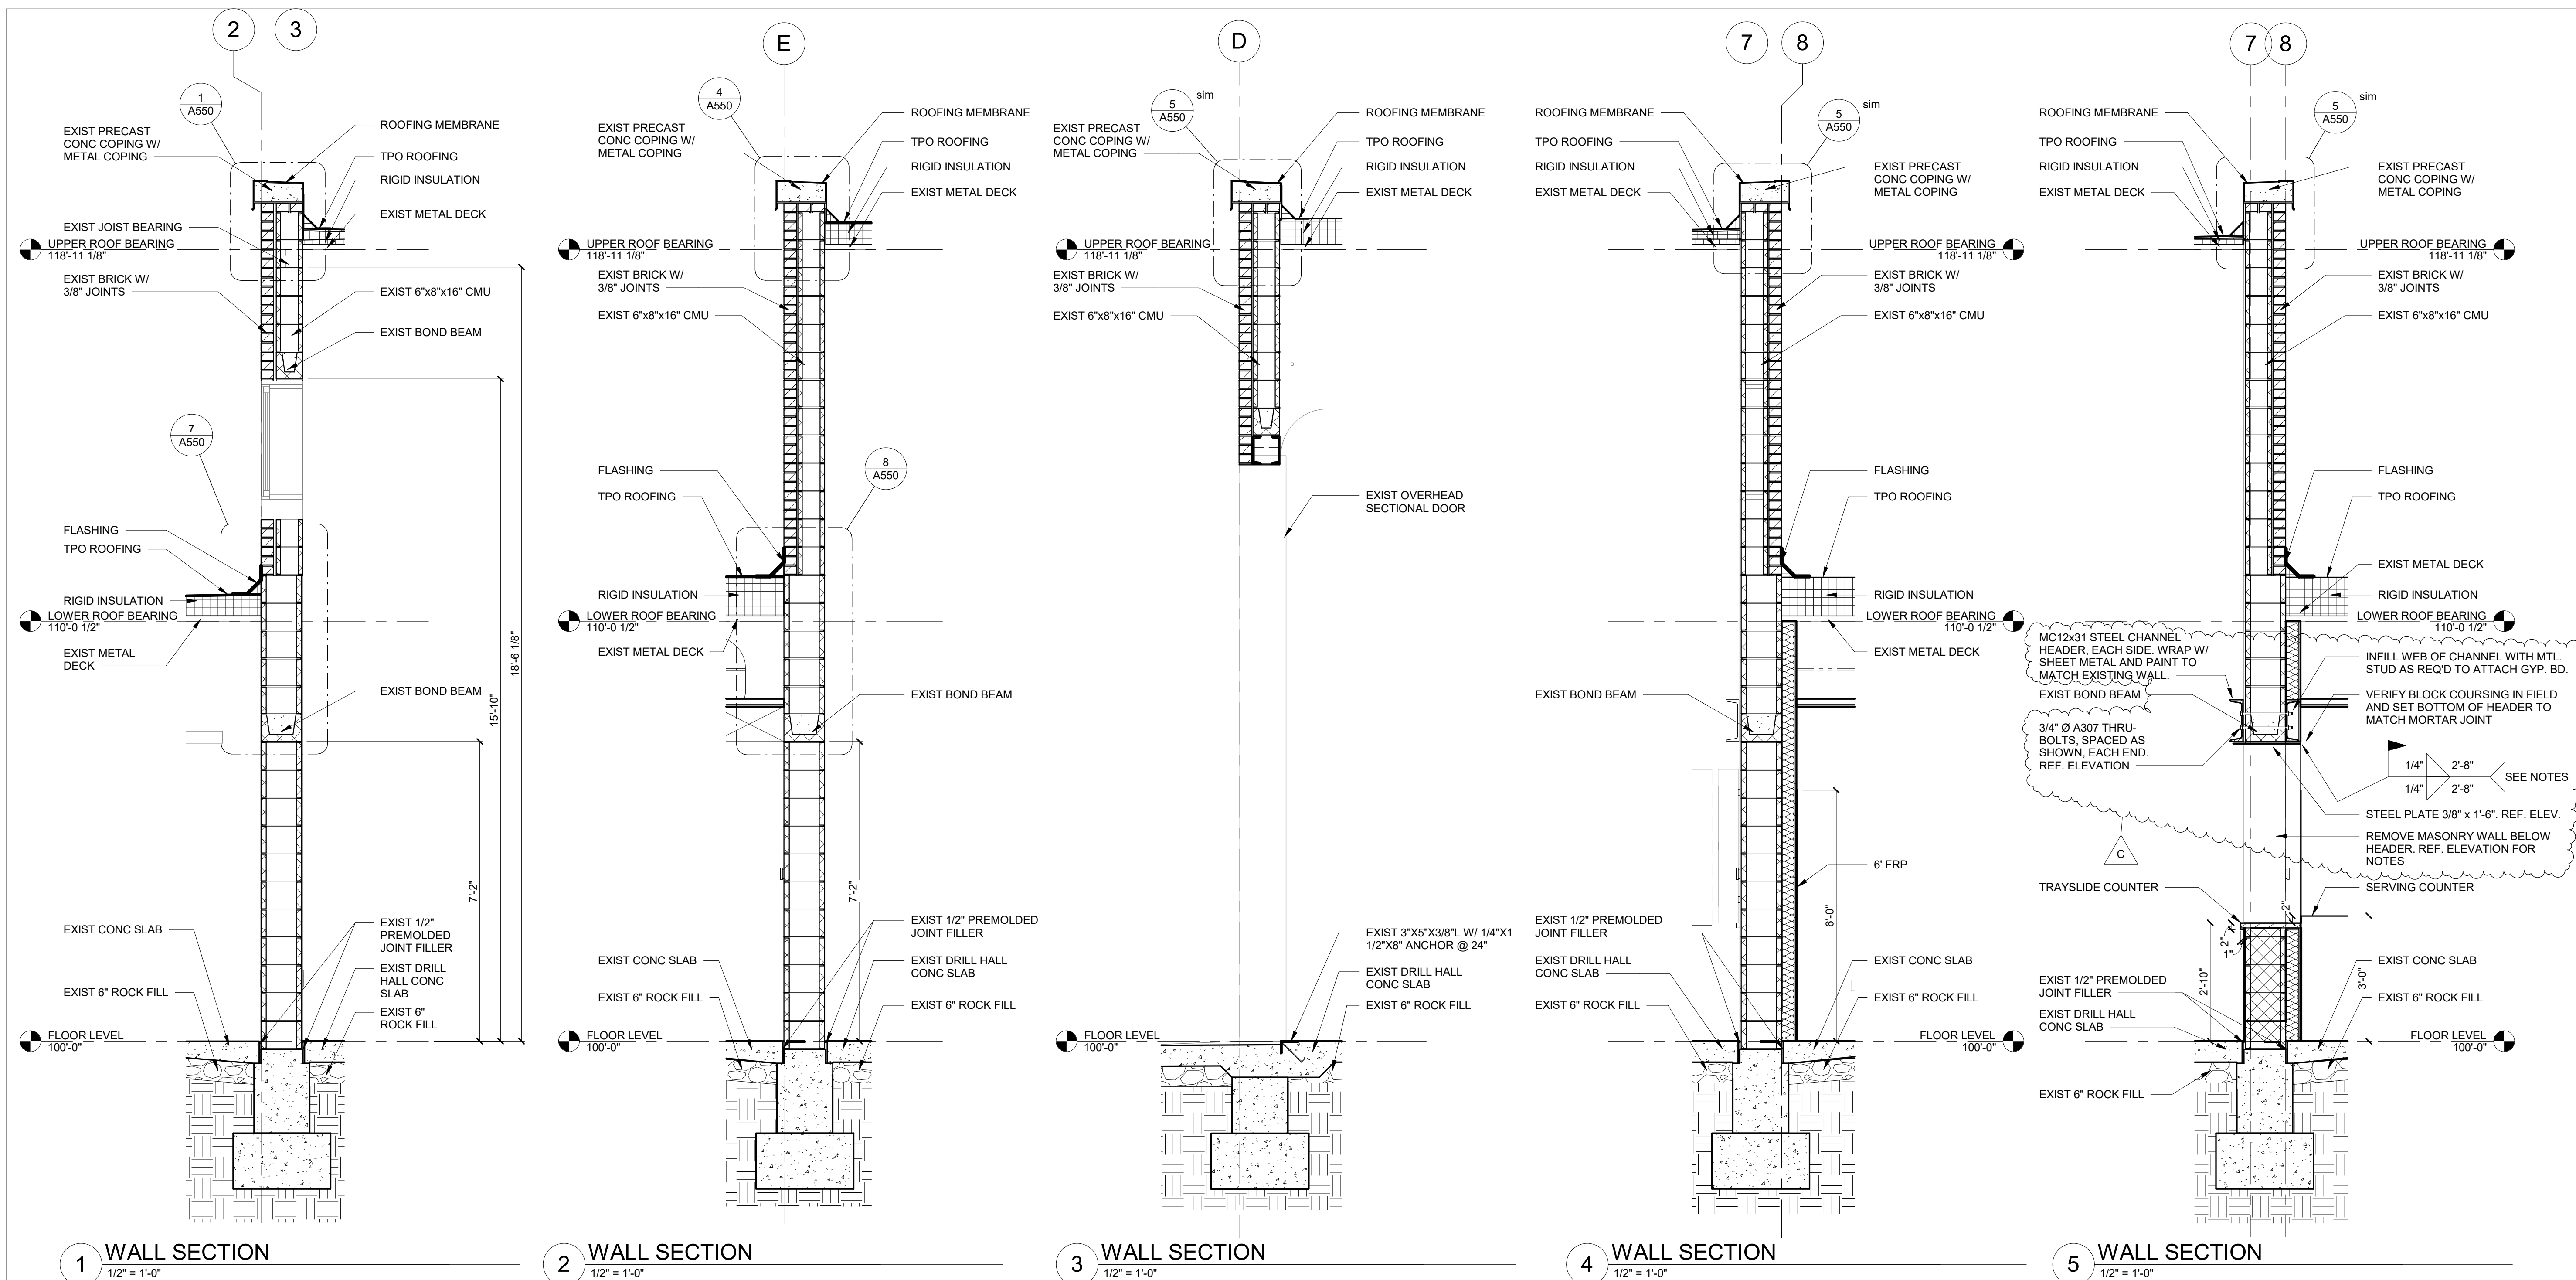 2
3
1
A550
EXIST PRECAST
CONC COPING W/
METAL COPING
ROOFING MEMBRANE
TPO ROOFING
RIGID INSULATION
EXIST METAL DECK
EXIST JOIST BEARING
UPPER ROOF BEARING
118'-11 1/8"
EXIST BRICK W/
3/8" JOINTS
EXIST 6"x8"x16" CMU
EXIST BOND BEAM
7
A550
FLASHING
TPO ROOFING
RIGID INSULATION
LOWER ROOF BEARING
110'-0 1/2"
EXIST METAL
DECK
EXIST BOND BEAM
15'-10"
18'-6 1/8"
7'-2"
EXIST CONC SLAB
EXIST 6" ROCK FILL
EXIST 1/2"
PREMOLDED
JOINT FILLER
EXIST DRILL
HALL CONC
SLAB
EXIST 6"
ROCK FILL
FLOOR LEVEL
100'-0"
1
WALL SECTION
1/2" = 1'-0"
E
4
A550
EXIST PRECAST
CONC COPING W/
METAL COPING
ROOFING MEMBRANE
TPO ROOFING
RIGID INSULATION
EXIST METAL DECK
UPPER ROOF BEARING
118'-11 1/8"
EXIST BRICK W/
3/8" JOINTS
EXIST 6"x8"x16" CMU
8
A550
FLASHING
TPO ROOFING
RIGID INSULATION
LOWER ROOF BEARING
110'-0 1/2"
EXIST METAL DECK
EXIST BOND BEAM
7'-2"
EXIST CONC SLAB
EXIST 6" ROCK FILL
EXIST 1/2" PREMOLDED
JOINT FILLER
EXIST DRILL HALL
CONC SLAB
EXIST 6" ROCK FILL
FLOOR LEVEL
100'-0"
2
WALL SECTION
1/2" = 1'-0"
D
5
A550
sim
EXIST PRECAST
CONC COPING W/
METAL COPING
ROOFING MEMBRANE
TPO ROOFING
RIGID INSULATION
EXIST METAL DECK
UPPER ROOF BEARING
118'-11 1/8"
EXIST BRICK W/
3/8" JOINTS
EXIST 6"x8"x16" CMU
EXIST OVERHEAD
SECTIONAL DOOR
EXIST 3"X5"X3/8"L W/ 1/4"X1
1/2"X8" ANCHOR @ 24"
EXIST DRILL HALL
CONC SLAB
EXIST 6" ROCK FILL
FLOOR LEVEL
100'-0"
3
WALL SECTION
1/2" = 1'-0"
7
8
5
A550
sim
ROOFING MEMBRANE
TPO ROOFING
RIGID INSULATION
EXIST METAL DECK
EXIST PRECAST
CONC COPING W/
METAL COPING
UPPER ROOF BEARING
118'-11 1/8"
EXIST BRICK W/
3/8" JOINTS
EXIST 6"x8"x16" CMU
FLASHING
TPO ROOFING
RIGID INSULATION
LOWER ROOF BEARING
110'-0 1/2"
EXIST METAL DECK
EXIST BOND BEAM
6' FRP
6'-0"
EXIST 1/2" PREMOLDED
JOINT FILLER
EXIST DRILL HALL
CONC SLAB
EXIST 6" ROCK FILL
EXIST CONC SLAB
EXIST 6" ROCK FILL
FLOOR LEVEL
100'-0"
4
WALL SECTION
1/2" = 1'-0"
7
8
5
A550
sim
ROOFING MEMBRANE
TPO ROOFING
RIGID INSULATION
EXIST METAL DECK
EXIST PRECAST
CONC COPING W/
METAL COPING
UPPER ROOF BEARING
118'-11 1/8"
EXIST BRICK W/
3/8" JOINTS
EXIST 6"x8"x16" CMU
FLASHING
TPO ROOFING
EXIST METAL DECK
RIGID INSULATION
LOWER ROOF BEARING
110'-0 1/2"
MC12x31 STEEL CHANNEL
HEADER, EACH SIDE. WRAP W/
SHEET METAL AND PAINT TO
MATCH EXISTING WALL.
EXIST BOND BEAM
3/4" Ø A307 THRU-
BOLTS, SPACED AS
SHOWN, EACH END.
REF. ELEVATION
INFILL WEB OF CHANNEL WITH MTL.
STUD AS REQ'D TO ATTACH GYP. BD.
VERIFY BLOCK COURSING IN FIELD
AND SET BOTTOM OF HEADER TO
MATCH MORTAR JOINT
1/4" 2'-8"
1/4" 2'-8"
SEE NOTES
STEEL PLATE 3/8" x 1'-6". REF. ELEV.
REMOVE MASONRY WALL BELOW
HEADER. REF. ELEVATION FOR
NOTES
C
TRAYSLIDE COUNTER
SERVING COUNTER
2"
2"
1"
2'-10"
3'-0"
EXIST 1/2" PREMOLDED
JOINT FILLER
EXIST DRILL HALL
CONC SLAB
EXIST 6" ROCK FILL
EXIST CONC SLAB
EXIST 6" ROCK FILL
FLOOR LEVEL
100'-0"
5
WALL SECTION
1/2" = 1'-0"